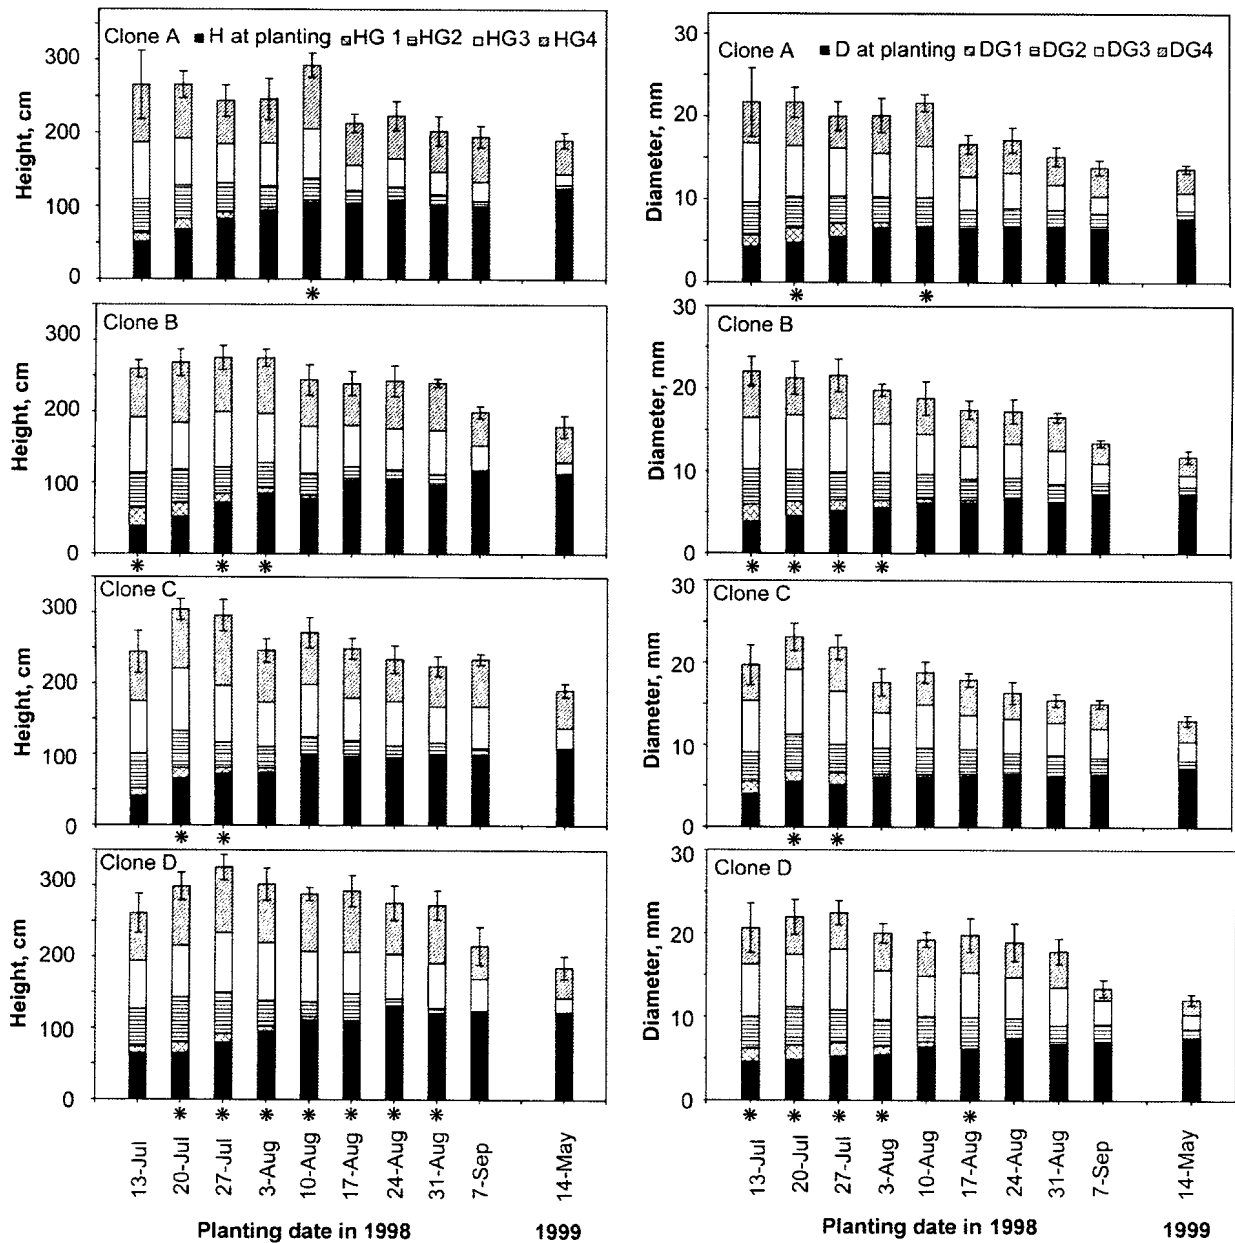 Clone A ■ H at planting HG 1 HG2 HG3 HG4
Height, cm
300
200
100
0
*
Clone A ■ D at planting DG1 DG2 DG3 DG4
Diameter, mm
30
20
10
0
* *
Clone B
Height, cm
300
200
100
0
* * *
Clone B
Diameter, mm
30
20
10
0
* * * *
Clone C
Height, cm
300
200
100
0
* *
Clone C
Diameter, mm
30
20
10
0
* *
Clone D
Height, cm
300
200
100
0
* * * * * * *
13-Jul
20-Jul
27-Jul
3-Aug
10-Aug
17-Aug
24-Aug
31-Aug
7-Sep
14-May
Planting date in 1998 1999
Clone D
Diameter, mm
30
20
10
0
* * * * *
13-Jul
20-Jul
27-Jul
3-Aug
10-Aug
17-Aug
24-Aug
31-Aug
7-Sep
14-May
Planting date in 1998 1999